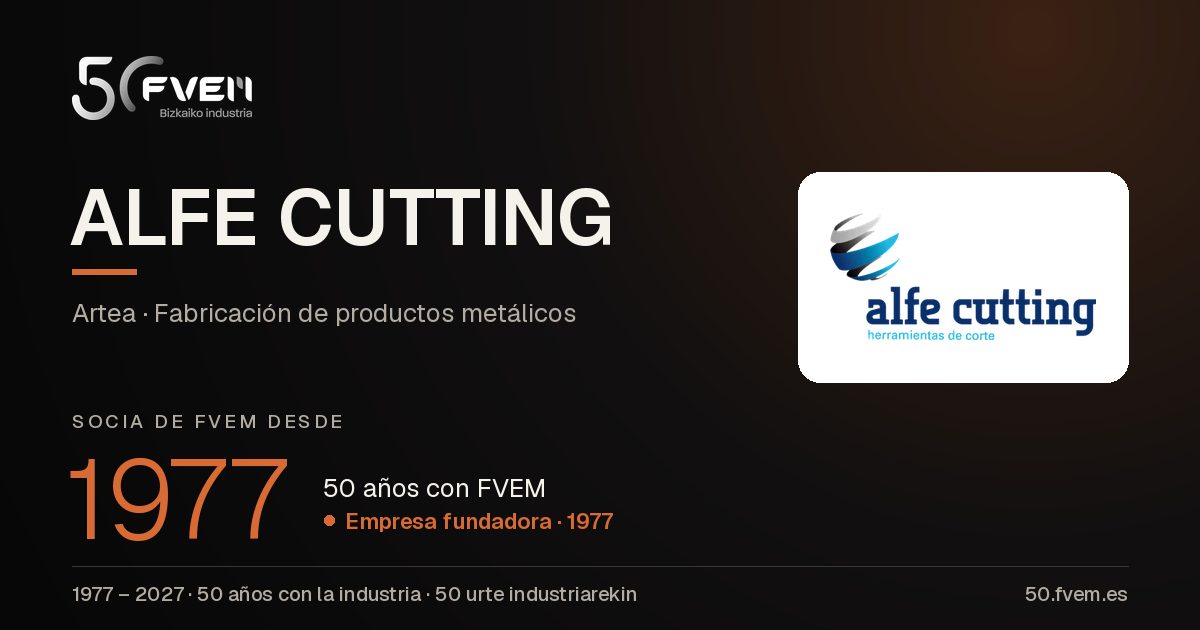 50 FVEM
Bizkaiko industria
ALFE CUTTING
Artea · Fabricación de productos metálicos
alfe cutting
herramientas de corte
SOCIA DE FVEM DESDE
1977
50 años con FVEM
Empresa fundadora · 1977
1977 – 2027 · 50 años con la industria · 50 urte industriarekin
50.fvem.es